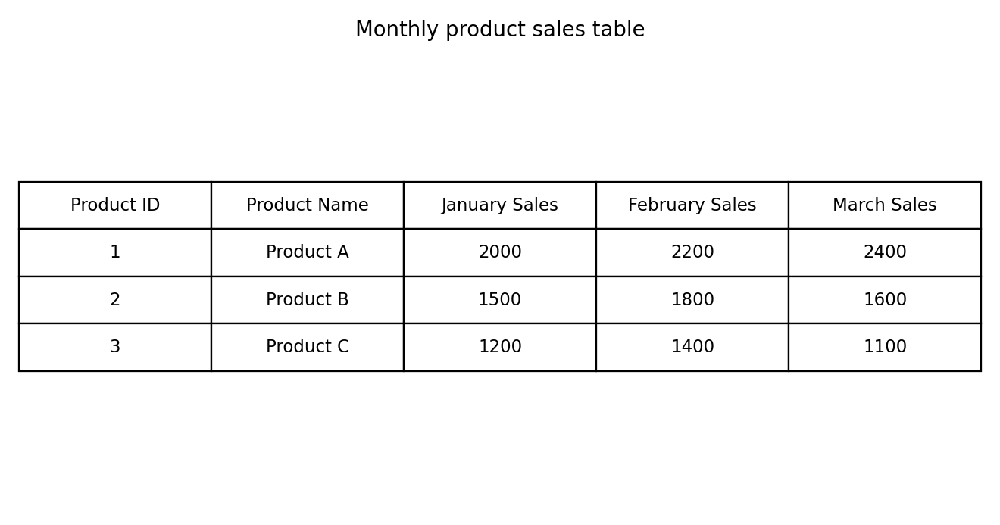 Monthly product sales table
Product ID Product Name January Sales February Sales March Sales
1 Product A 2000 2200 2400
2 Product B 1500 1800 1600
3 Product C 1200 1400 1100